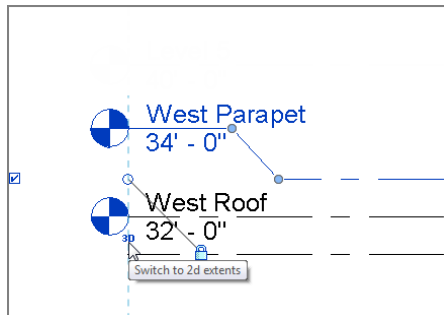 West Parapet
34' - 0"
West Roof
32' - 0"
3D
Switch to 2d extents